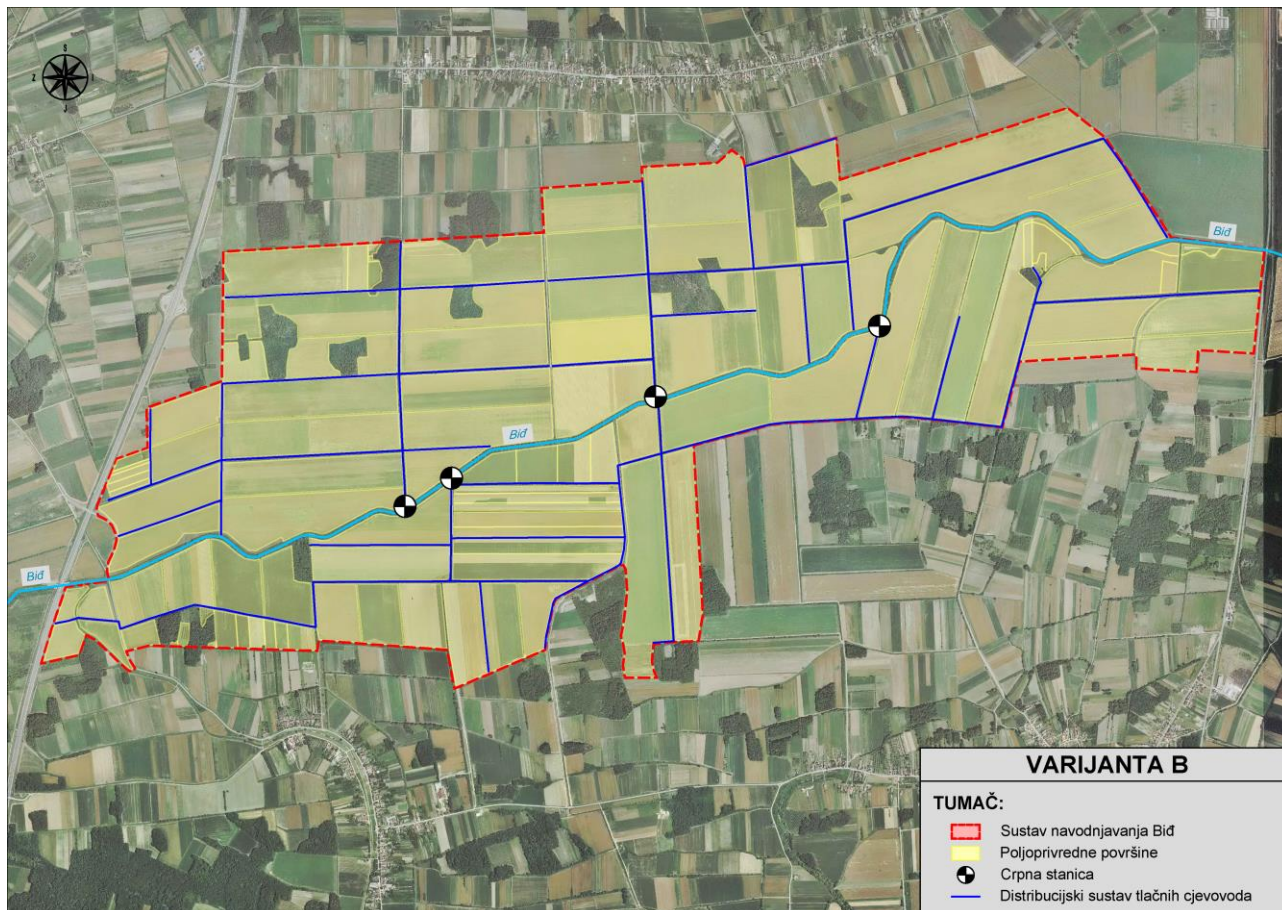 S
Z
I
J
Biđ
Biđ
Biđ
VARIJANTA B
TUMAČ:
Sustav navodnjavanja Biđ
Poljoprivredne površine
Crpna stanica
Distribucijski sustav tlačnih cjevovoda